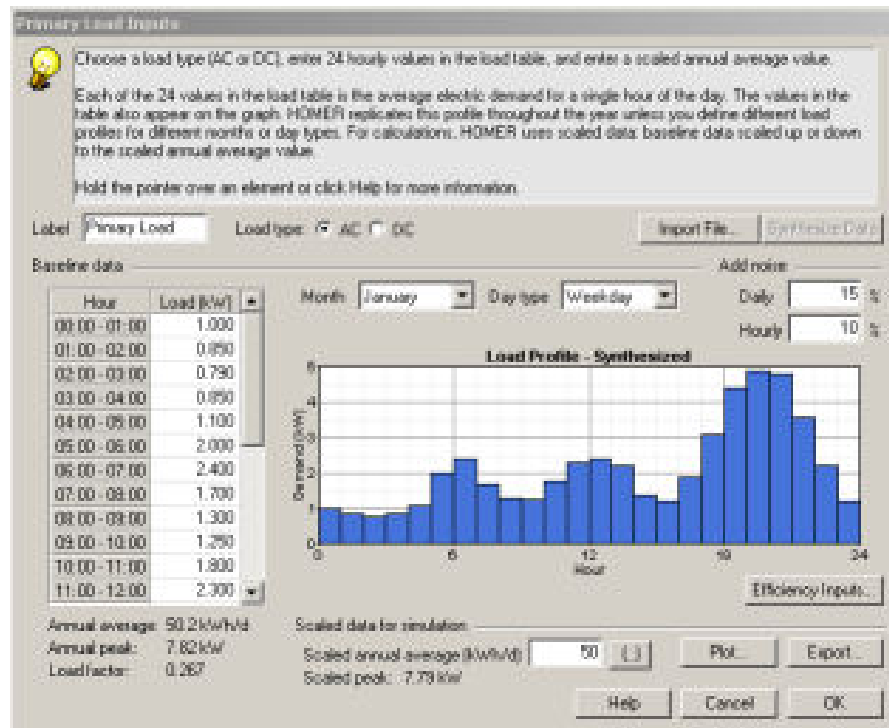 Primary Load Inputs
Choose a load type (AC or DC), enter 24 hourly values in the load table, and enter a scaled annual average value.
Each of the 24 values in the load table is the average electric demand for a single hour of the day. The values in the
table also appear on the graph. HOMER replicates this profile throughout the year unless you define different load
profiles for different months or day types. For calculations, HOMER uses scaled data: baseline data scaled up or down
to the scaled annual average value.
Hold the pointer over an element or click Help for more information.
Label Primary Load Load type: AC DC Import File... Synthesize Data
Baseline data Add noise
Month January Day type Weekday Daily 15 %
Hourly 10 %
Hour Load (kW)
00:00 - 01:00 1.000
01:00 - 02:00 0.850
02:00 - 03:00 0.790
03:00 - 04:00 0.850
04:00 - 05:00 1.100
05:00 - 06:00 2.000
06:00 - 07:00 2.400
07:00 - 08:00 1.700
08:00 - 09:00 1.300
09:00 - 10:00 1.250
10:00 - 11:00 1.800
11:00 - 12:00 2.300
Load Profile - Synthesized
Demand (kW)
5
4
3
2
1
0
0 6 12 18 24
Hour
Efficiency Inputs...
Annual average: 50.2 kWh/d
Annual peak: 7.82 kW
Load factor: 0.267
Scaled data for simulation
Scaled annual average (kWh/d) 50 {..} Plot... Export...
Scaled peak: 7.79 kW
Help Cancel OK